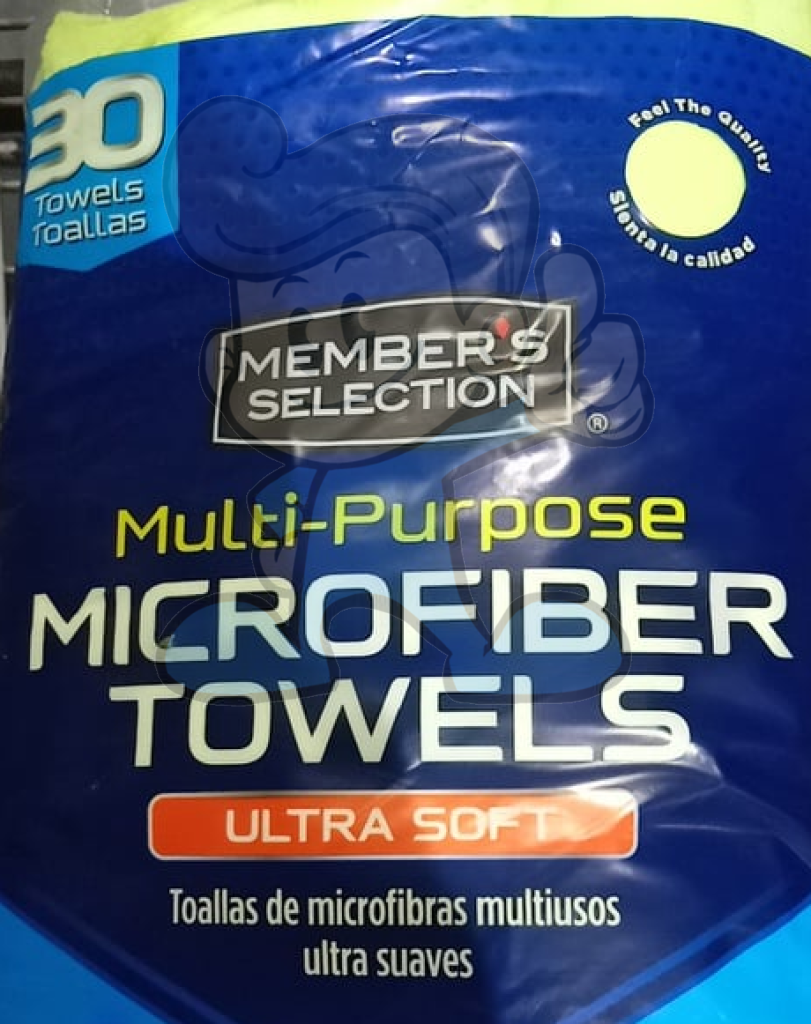 30
Towels
Toallas
Feel The Quality
Sienta la calidad
MEMBER'S
SELECTION
®
Multi-Purpose
MICROFIBER
TOWELS
ULTRA SOFT
Toallas de microfibras multiusos
ultra suaves